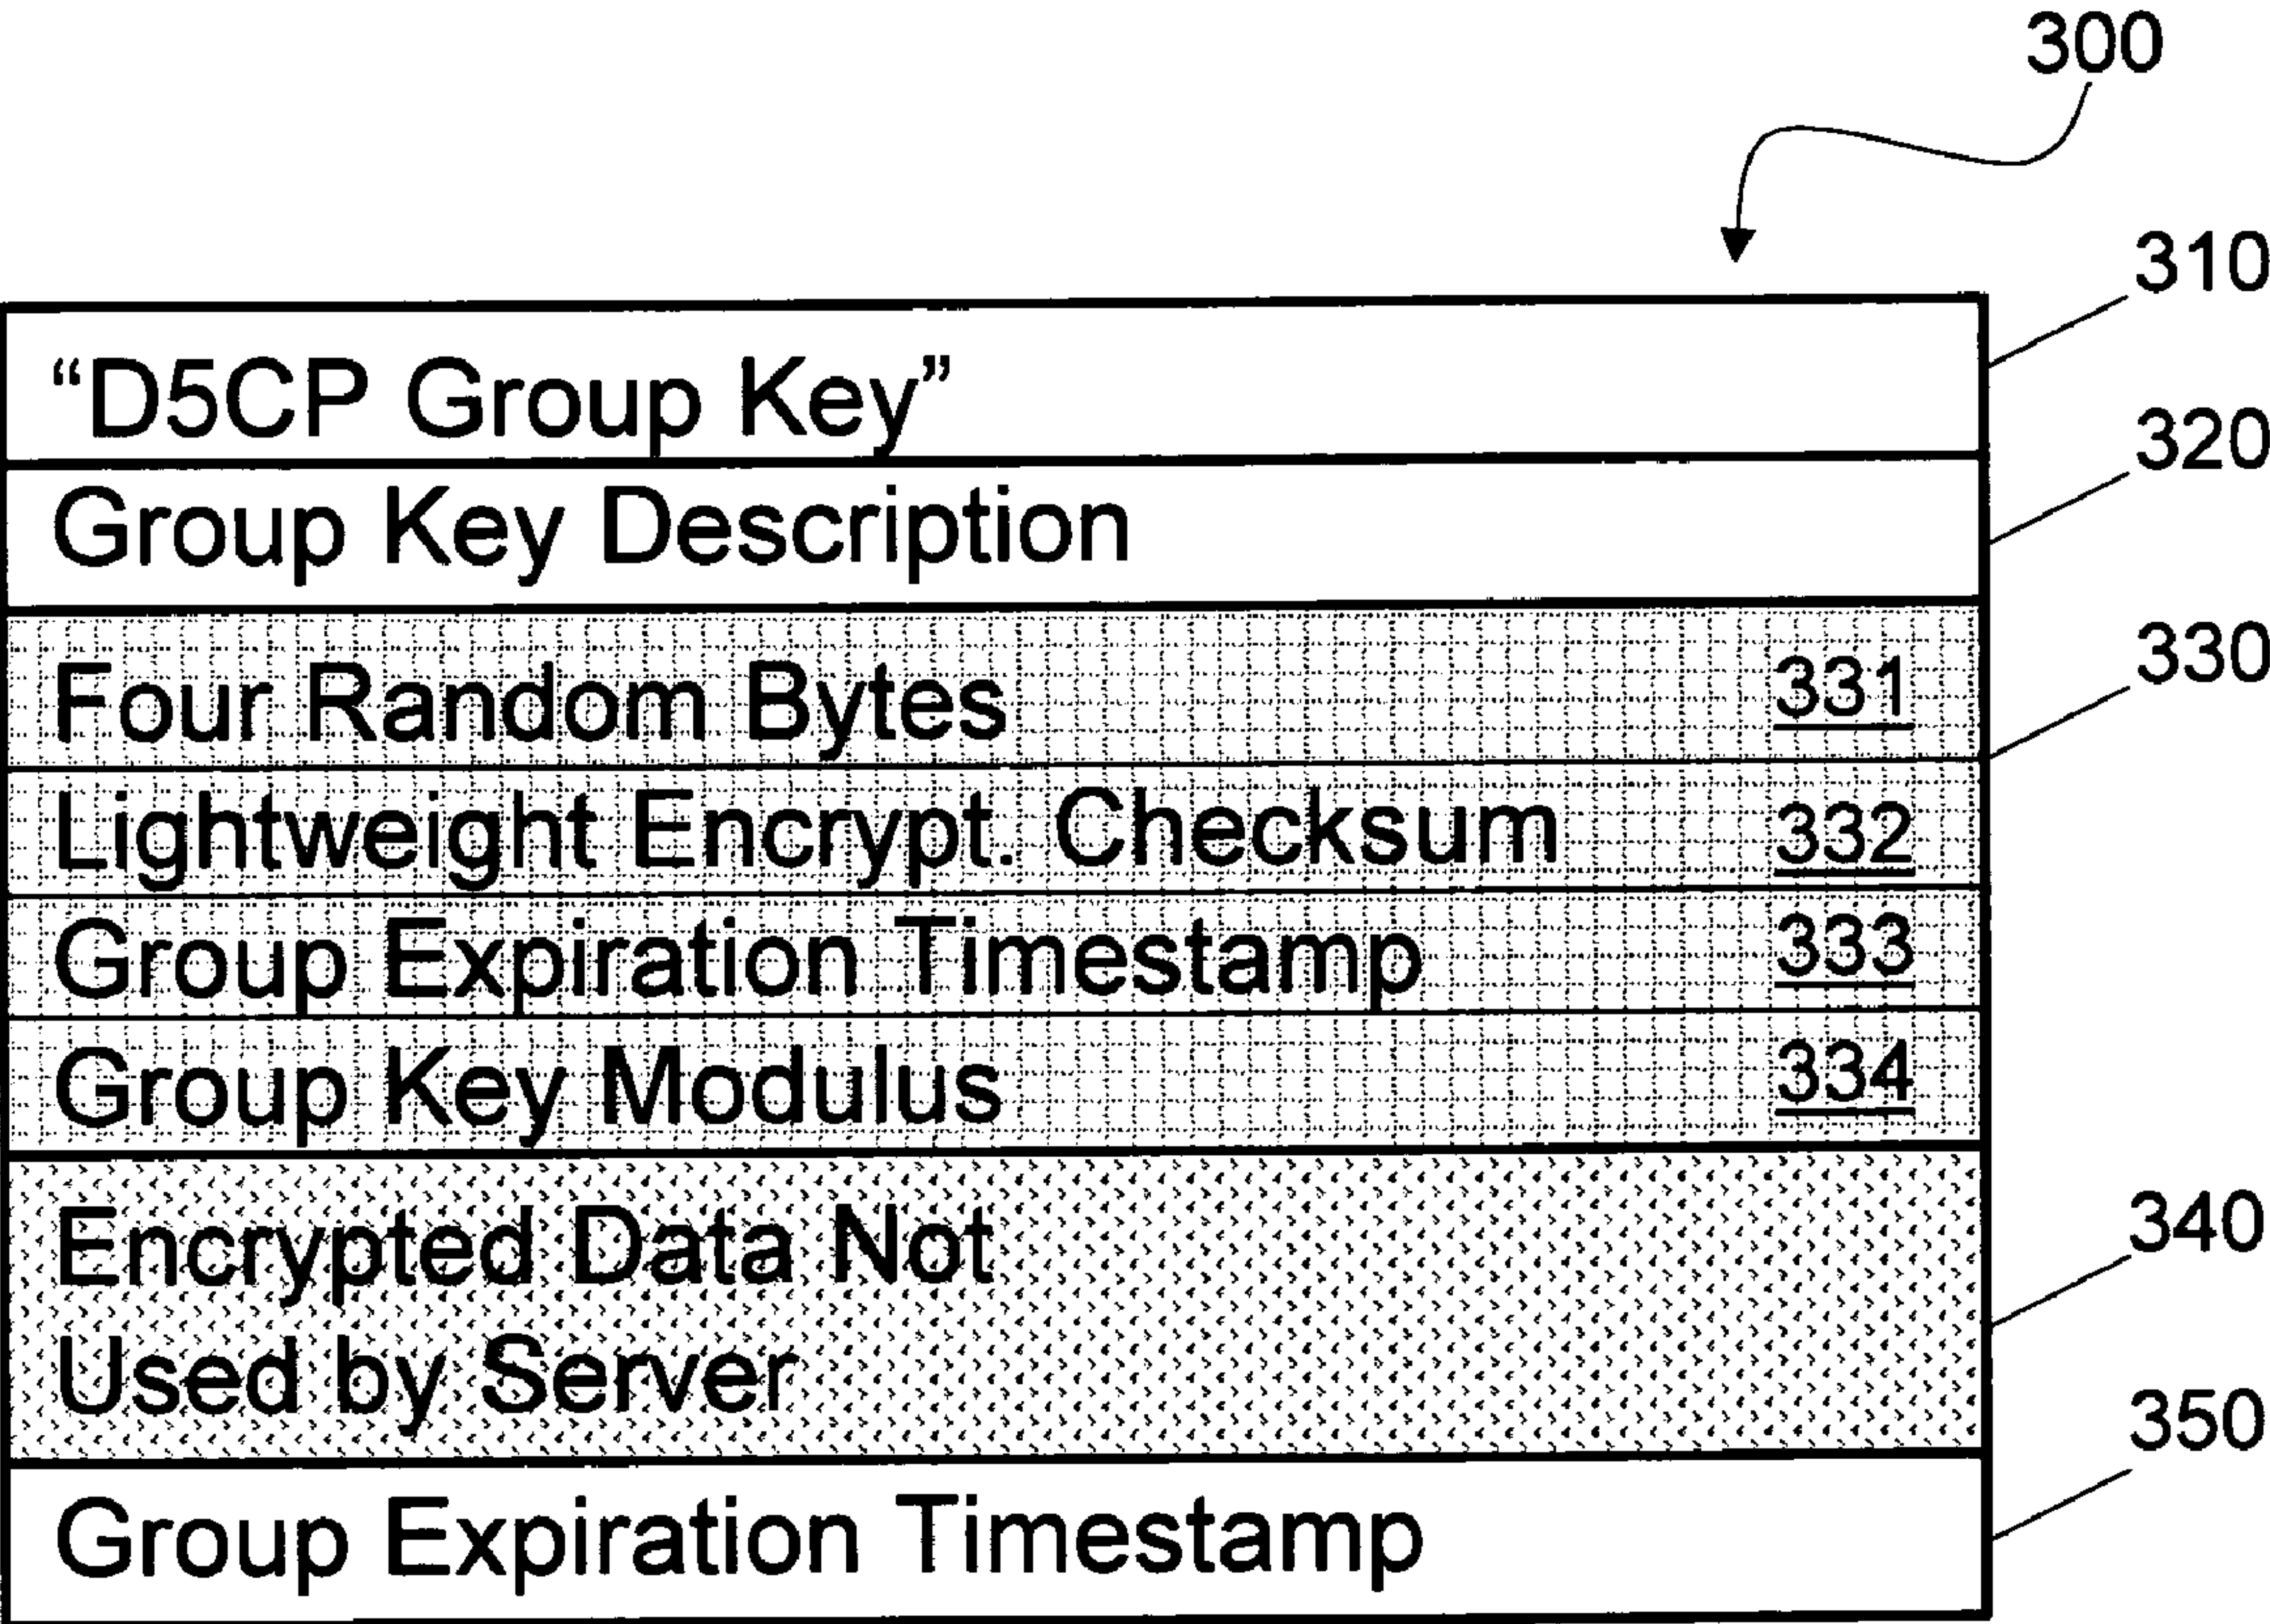 300
310
“D5CP Group Key”
320
Group Key Description
330
Four Random Bytes 331
Lightweight Encrypt. Checksum 332
Group Expiration Timestamp 333
Group Key Modulus 334
340
Encrypted Data Not
Used by Server
350
Group Expiration Timestamp